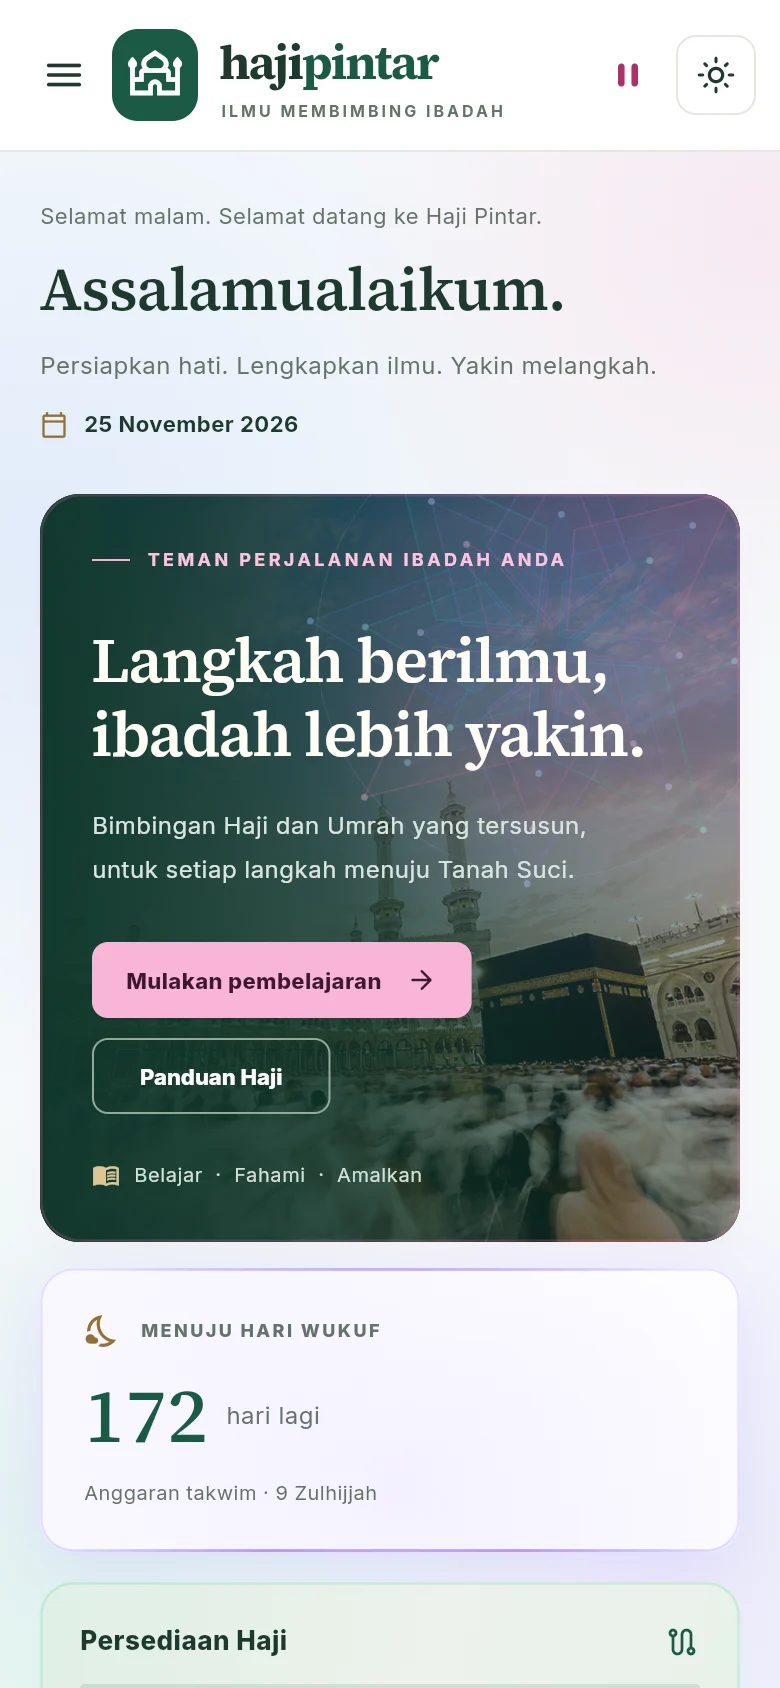 hajipintar
ILMU MEMBIMBING IBADAH
Selamat malam. Selamat datang ke Haji Pintar.
Assalamualaikum.
Persiapkan hati. Lengkapkan ilmu. Yakin melangkah.
25 November 2026
TEMAN PERJALANAN IBADAH ANDA
Langkah berilmu,
ibadah lebih yakin.
Bimbingan Haji dan Umrah yang tersusun,
untuk setiap langkah menuju Tanah Suci.
Mulakan pembelajaran
Panduan Haji
Belajar · Fahami · Amalkan
MENUJU HARI WUKUF
172 hari lagi
Anggaran takwim · 9 Zulhijjah
Persediaan Haji